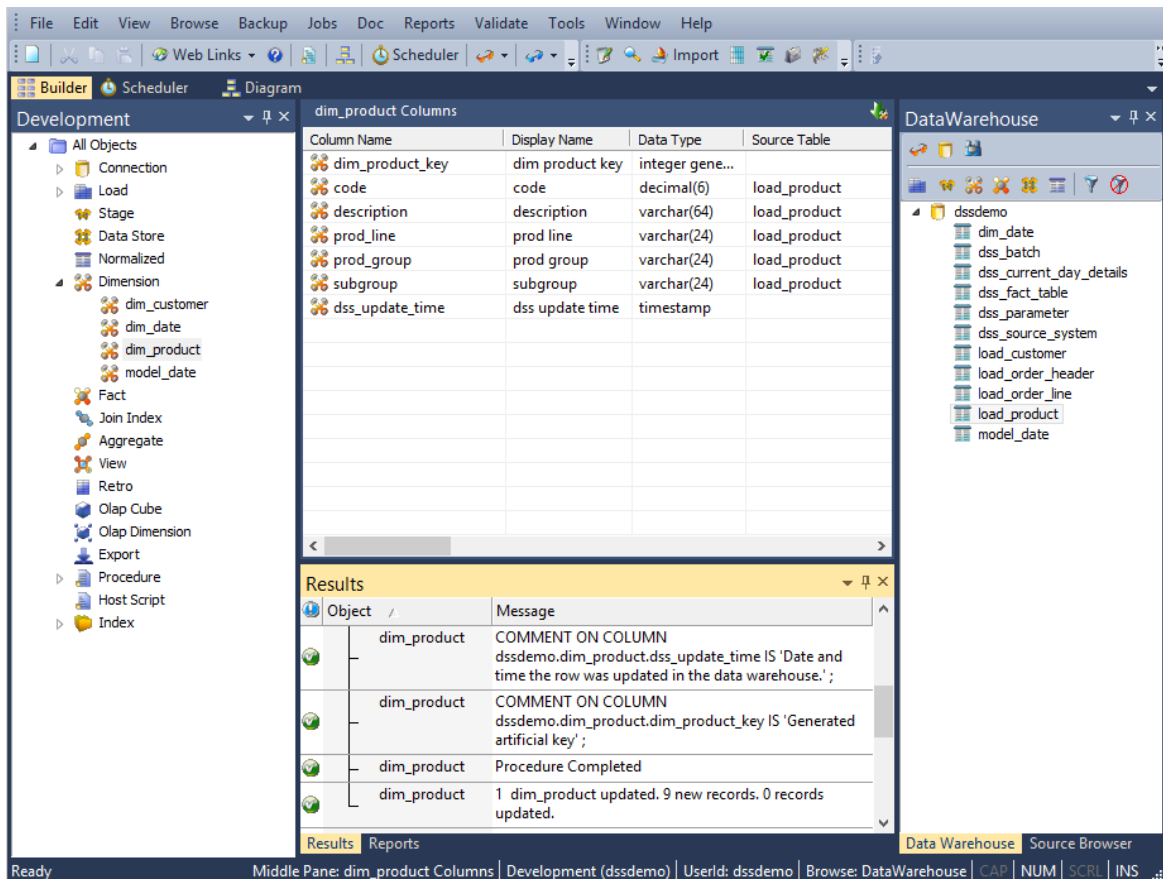 File Edit View Browse Backup Jobs Doc Reports Validate Tools Window Help
Web Links Scheduler Import
Builder Scheduler Diagram
Development
All Objects
Connection
Load
Stage
Data Store
Normalized
Dimension
dim_customer
dim_date
dim_product
model_date
Fact
Join Index
Aggregate
View
Retro
Olap Cube
Olap Dimension
Export
Procedure
Host Script
Index
dim_product Columns
Column Name Display Name Data Type Source Table
dim_product_key dim product key integer gene...
code code decimal(6) load_product
description description varchar(64) load_product
prod_line prod line varchar(24) load_product
prod_group prod group varchar(24) load_product
subgroup subgroup varchar(24) load_product
dss_update_time dss update time timestamp
Results
Object Message
dim_product COMMENT ON COLUMN
dssdemo.dim_product.dss_update_time IS 'Date and
time the row was updated in the data warehouse.' ;
dim_product COMMENT ON COLUMN
dssdemo.dim_product.dim_product_key IS 'Generated
artificial key' ;
dim_product Procedure Completed
dim_product 1 dim_product updated. 9 new records. 0 records
updated.
Results Reports
DataWarehouse
dssdemo
dim_date
dss_batch
dss_current_day_details
dss_fact_table
dss_parameter
dss_source_system
load_customer
load_order_header
load_order_line
load_product
model_date
Data Warehouse Source Browser
Ready Middle Pane: dim_product Columns Development (dssdemo) UserId: dssdemo Browse: DataWarehouse CAP NUM SCRL INS